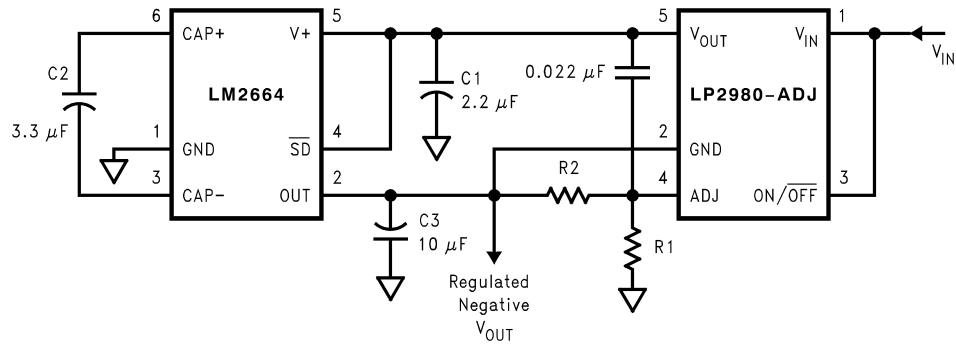 6
CAP+
V+
5
5
V_OUT
V_IN
1
V_IN
C2
3.3 μF
LM2664
C1
2.2 μF
0.022 μF
LP2980-ADJ
1
GND
S̅D̅
4
2
GND
3
CAP-
OUT
2
R2
4
ADJ
ON/O̅F̅F̅
3
C3
10 μF
R1
Regulated
Negative
V_OUT